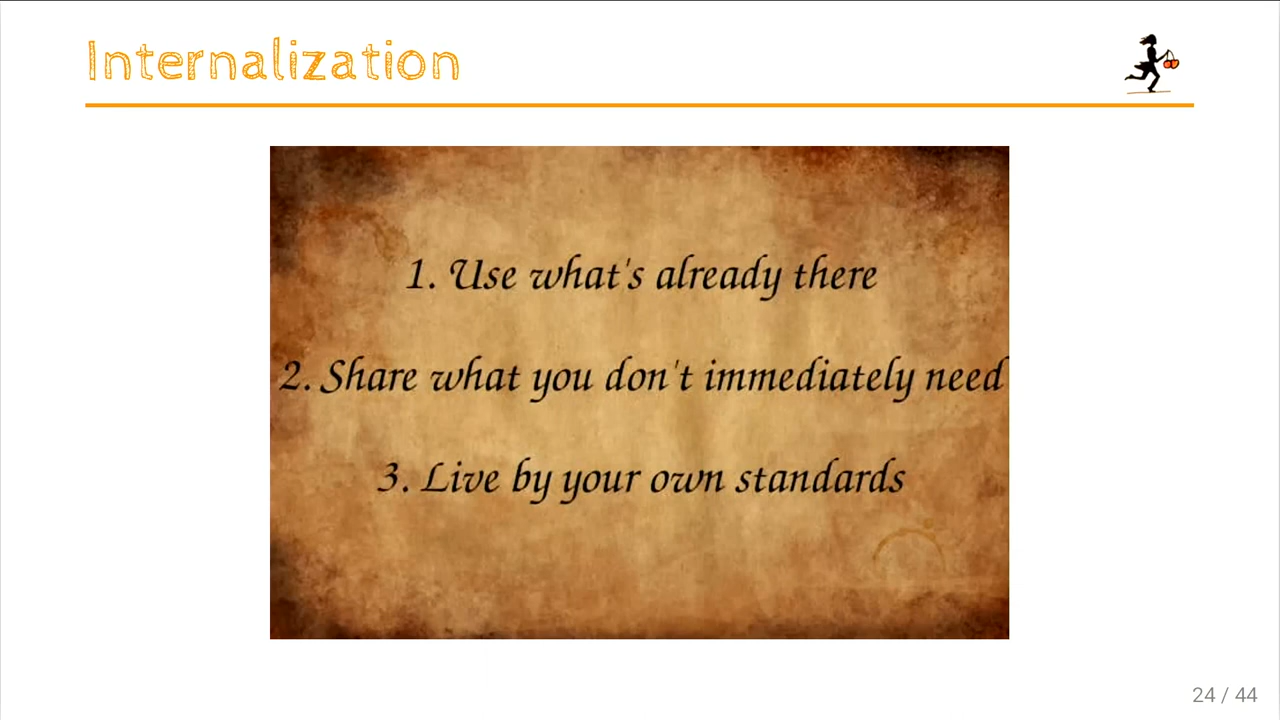 Internalization
1. Use what's already there
2. Share what you don't immediately need
3. Live by your own standards
24 / 44